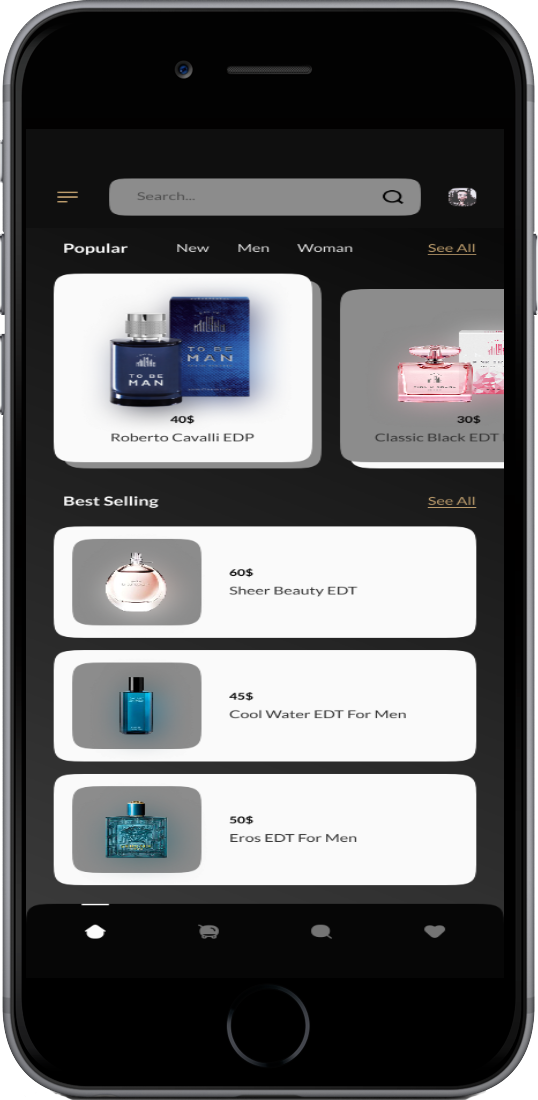 Search...
Popular New Men Woman See All
TO BE
MAN
TO BE
MAN
40$
Roberto Cavalli EDP
30$
Classic Black EDT
Best Selling See All
60$
Sheer Beauty EDT
45$
Cool Water EDT For Men
50$
Eros EDT For Men